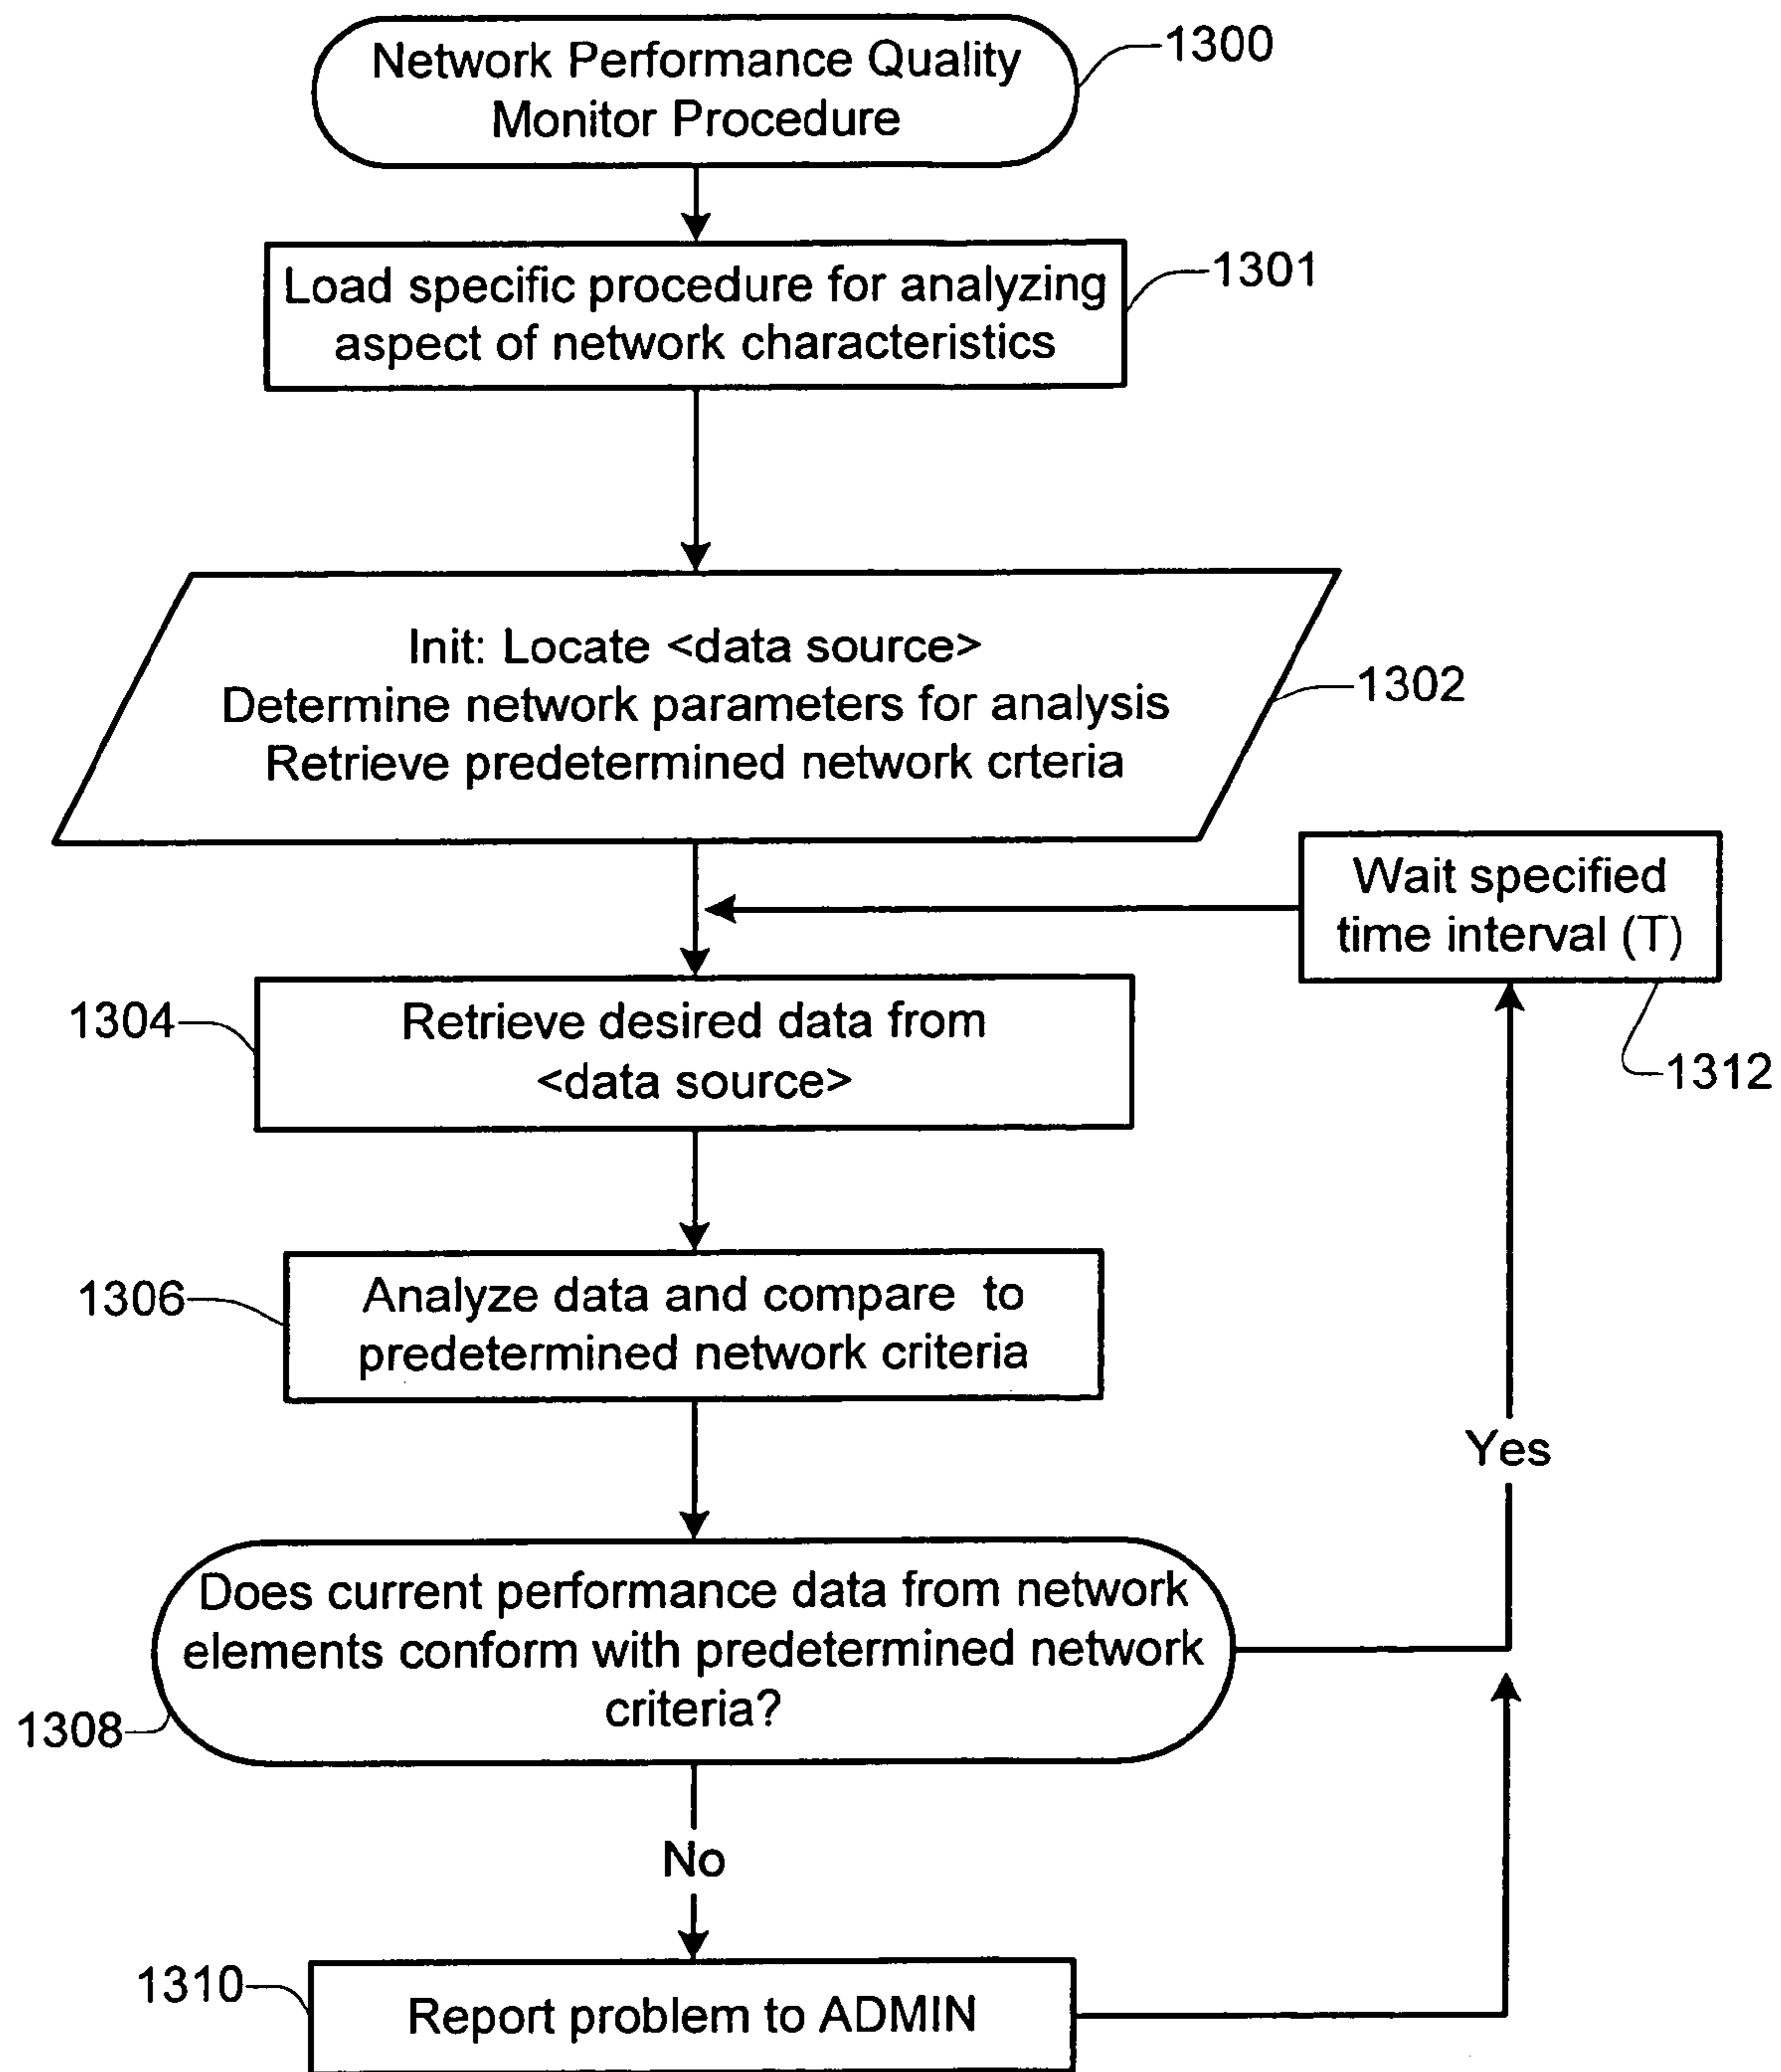 Network Performance Quality
Monitor Procedure
1300
Load specific procedure for analyzing
aspect of network characteristics
1301
Init: Locate <data source>
Determine network parameters for analysis
Retrieve predetermined network crteria
1302
Wait specified
time interval (T)
1312
1304
Retrieve desired data from
<data source>
1306
Analyze data and compare to
predetermined network criteria
Yes
Does current performance data from network
elements conform with predetermined network
criteria?
1308
No
1310
Report problem to ADMIN